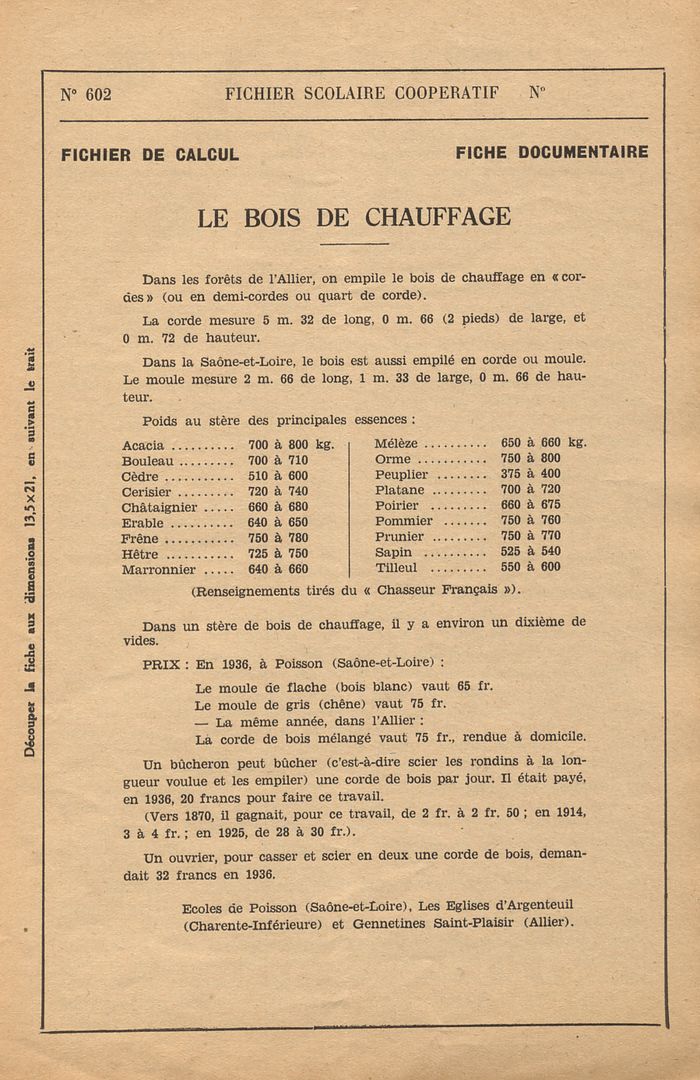 N° 602 FICHIER SCOLAIRE COOPERATIF N°
FICHIER DE CALCUL FICHE DOCUMENTAIRE
LE BOIS DE CHAUFFAGE
Dans les forêts de l'Allier, on empile le bois de chauffage en « cor-
des » (ou en demi-cordes ou quart de corde).
La corde mesure 5 m. 32 de long, 0 m. 66 (2 pieds) de large, et
0 m. 72 de hauteur.
Dans la Saône-et-Loire, le bois est aussi empilé en corde ou moule.
Le moule mesure 2 m. 66 de long, 1 m. 33 de large, 0 m. 66 de hau-
teur.
Poids au stère des principales essences :
Acacia .......... 700 à 800 kg.
Bouleau ......... 700 à 710
Cèdre ........... 510 à 600
Cerisier ......... 720 à 740
Châtaignier ..... 660 à 680
Erable .......... 640 à 650
Frêne ........... 750 à 780
Hêtre ........... 725 à 750
Marronnier ..... 640 à 660
Mélèze .......... 650 à 660 kg.
Orme ........... 750 à 800
Peuplier ........ 375 à 400
Platane ......... 700 à 720
Poirier ......... 660 à 675
Pommier ....... 750 à 760
Prunier ......... 750 à 770
Sapin .......... 525 à 540
Tilleul ......... 550 à 600
(Renseignements tirés du « Chasseur Français »).
Dans un stère de bois de chauffage, il y a environ un dixième de
vides.
PRIX : En 1936, à Poisson (Saône-et-Loire) :
Le moule de flache (bois blanc) vaut 65 fr.
Le moule de gris (chêne) vaut 75 fr.
— La même année, dans l'Allier :
La corde de bois mélangé vaut 75 fr., rendue à domicile.
Un bûcheron peut bûcher (c'est-à-dire scier les rondins à la lon-
gueur voulue et les empiler) une corde de bois par jour. Il était payé,
en 1936, 20 francs pour faire ce travail.
(Vers 1870, il gagnait, pour ce travail, de 2 fr. à 2 fr. 50 ; en 1914,
3 à 4 fr. ; en 1925, de 28 à 30 fr.).
Un ouvrier, pour casser et scier en deux une corde de bois, deman-
dait 32 francs en 1936.
Ecoles de Poisson (Saône-et-Loire), Les Eglises d'Argenteuil
(Charente-Inférieure) et Gennetines Saint-Plaisir (Allier).
Découper la fiche aux dimensions 13,5×21, en suivant le trait